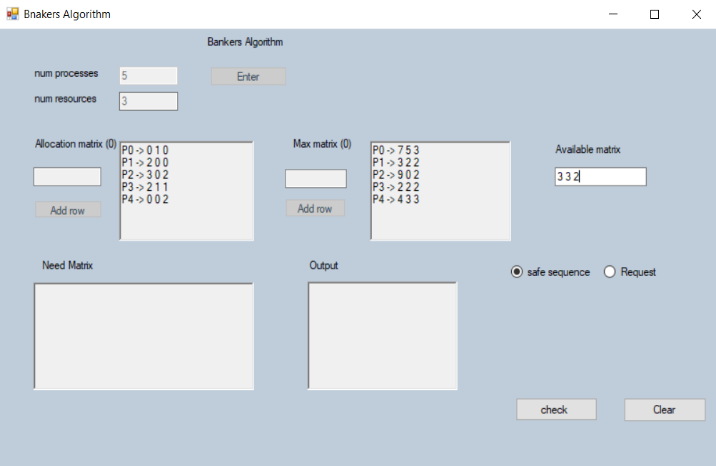 Bnakers Algorithm
Bankers Algorithm
num processes 5 Enter
num resources 3
Allocation matrix (0)
P0 -> 0 1 0
P1 -> 2 0 0
P2 -> 3 0 2
P3 -> 2 1 1
P4 -> 0 0 2
Add row
Max matrix (0)
P0 -> 7 5 3
P1 -> 3 2 2
P2 -> 9 0 2
P3 -> 2 2 2
P4 -> 4 3 3
Add row
Available matrix
3 3 2
Need Matrix
Output
safe sequence Request
check Clear